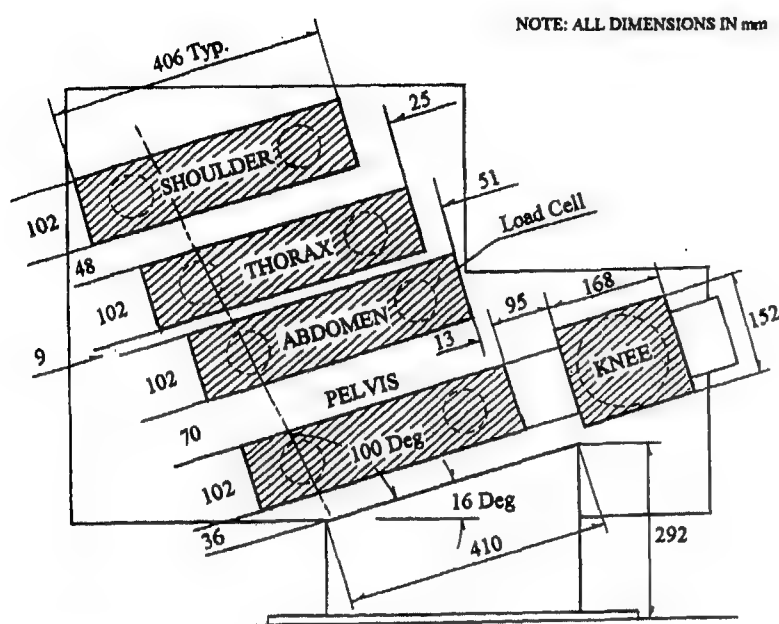 NOTE: ALL DIMENSIONS IN mm
406 Typ.
25
SHOULDER
51
102
Load Cell
48
THORAX
102
95
168
9
ABDOMEN
13
152
102
KNEE
PELVIS
70
100 Deg
102
16 Deg
36
410
292